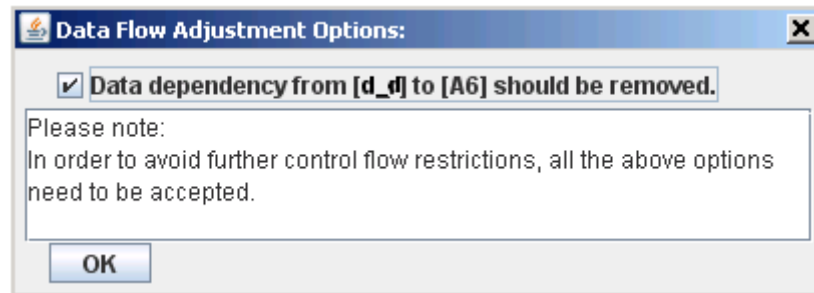 Data Flow Adjustment Options:
Data dependency from [d_d] to [A6] should be removed.
Please note:
In order to avoid further control flow restrictions, all the above options
need to be accepted.
OK